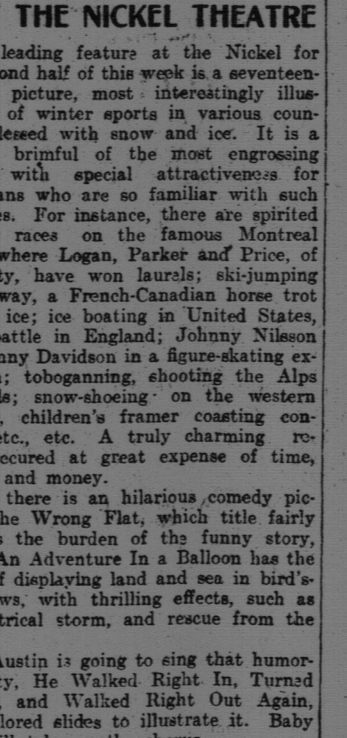 THE NICKEL THEATRE
leading feature at the Nickel for
ond half of this week is a seventeen-
picture, most interestingly illus-
of winter sports in various coun-
lessed with snow and ice. It is a
brimful of the most engrossing
with special attractiveness for
ans who are so familiar with such
es. For instance, there are spirited
races on the famous Montreal
where Logan, Parker and Price, of
ty, have won laurels; ski-jumping
way, a French-Canadian horse trot
ice; ice boating in United States,
battle in England; Johnny Nilsson
nny Davidson in a figure-skating ex-
; toboganning, shooting the Alps
ls; snow-shoeing on the western
, children's framer coasting con-
etc., etc. A truly charming re-
ecured at great expense of time,
and money.
there is an hilarious comedy pic-
he Wrong Flat, which title fairly
s the burden of the funny story,
An Adventure In a Balloon has the
f displaying land and sea in bird's-
ws, with thrilling effects, such as
trical storm, and rescue from the
Austin is going to sing that humor-
ty, He Walked Right In, Turned
, and Walked Right Out Again,
lored slides to illustrate it. Baby